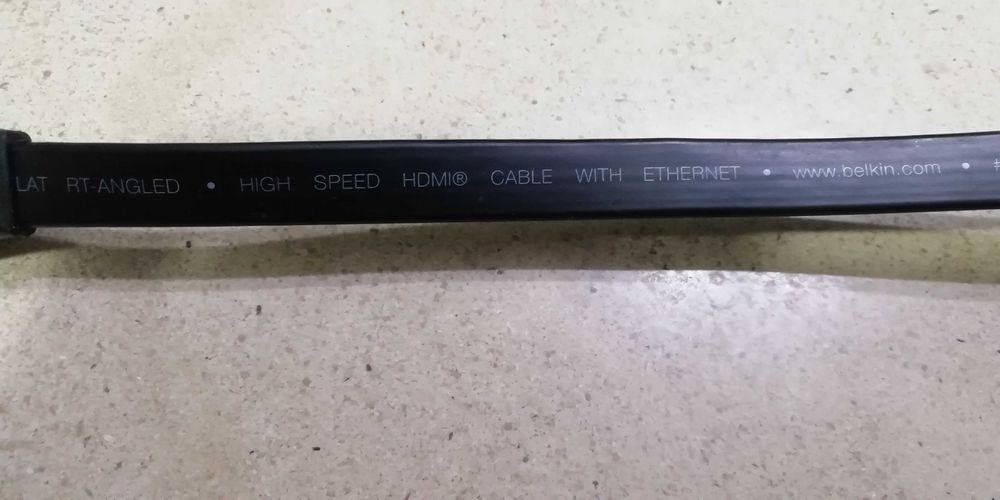 LAT RT-ANGLED • HIGH SPEED HDMI® CABLE WITH ETHERNET • www.belkin.com •